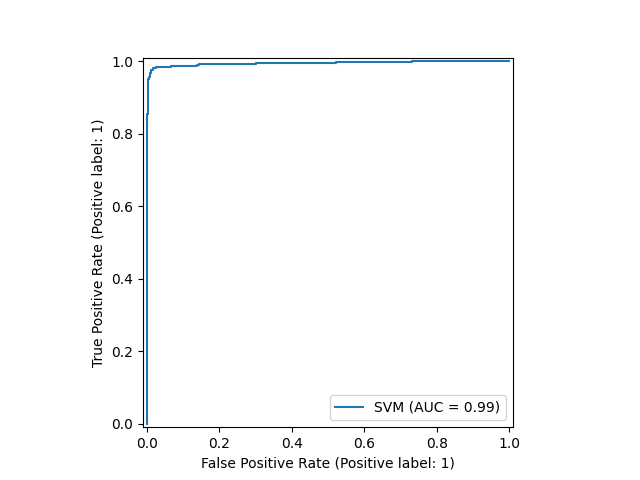 1.0
0.8
0.6
0.4
0.2
0.0
True Positive Rate (Positive label: 1)
SVM (AUC = 0.99)
0.0 0.2 0.4 0.6 0.8 1.0
False Positive Rate (Positive label: 1)